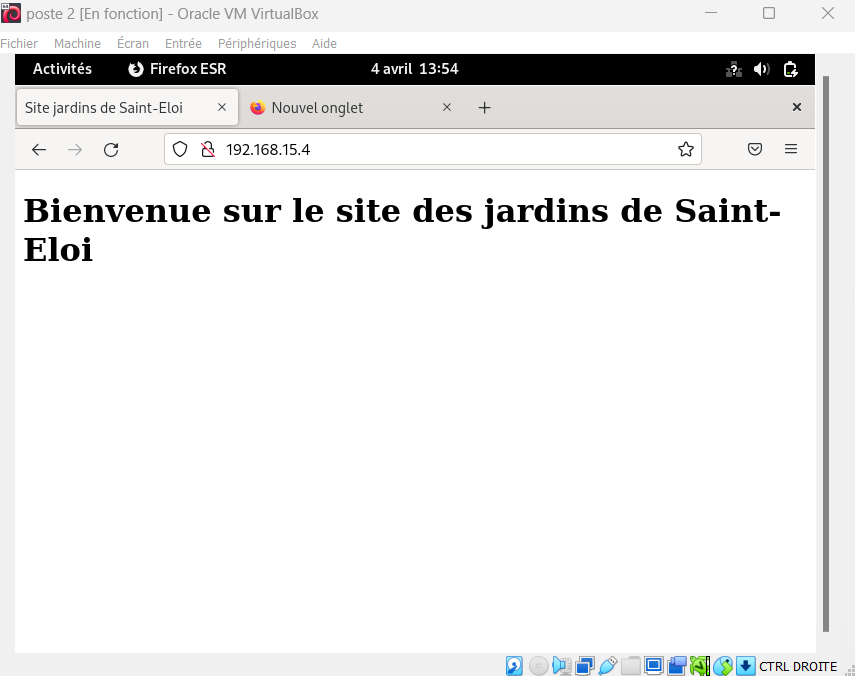 poste 2 [En fonction] - Oracle VM VirtualBox
Fichier Machine Écran Entrée Périphériques Aide
Activités Firefox ESR 4 avril 13:54
Site jardins de Saint-Eloi Nouvel onglet
192.168.15.4
Bienvenue sur le site des jardins de Saint-
Eloi
CTRL DROITE